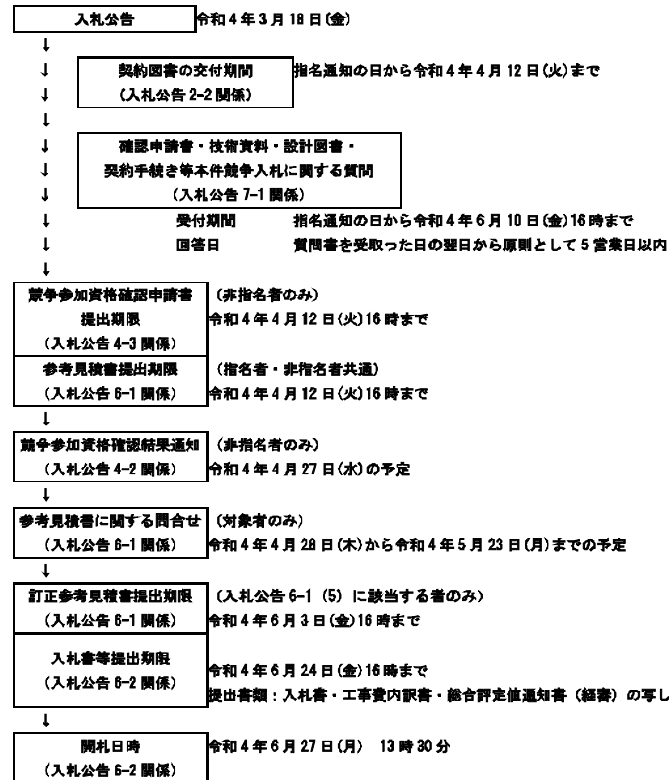 入札公告 令和4年3月18日(金)
↓
↓ 契約図書の交付期間 指名通知の日から令和4年4月12日(火)まで
↓ (入札公告2-2関係)
↓
↓ 確認申請書・技術資料・設計図書・
↓ 契約手続き等本件競争入札に関する質問
↓ (入札公告7-1関係)
↓ 受付期間 指名通知の日から令和4年6月10日(金)16時まで
↓ 回答日 質問書を受取った日の翌日から原則として5営業日以内
↓
競争参加資格確認申請書 (非指名者のみ)
提出期限 令和4年4月12日(火)16時まで
(入札公告4-3関係)
参考見積書提出期限 (指名者・非指名者共通)
(入札公告6-1関係) 令和4年4月12日(火)16時まで
↓
競争参加資格確認結果通知 (非指名者のみ)
(入札公告4-2関係) 令和4年4月27日(水)の予定
↓
参考見積書に関する問合せ (対象者のみ)
(入札公告6-1関係) 令和4年4月28日(木)から令和4年5月23日(月)までの予定
↓
訂正参考見積書提出期限 (入札公告6-1(5)に該当する者のみ)
(入札公告6-1関係) 令和4年6月3日(金)16時まで
入札書等提出期限 令和4年6月24日(金)16時まで
(入札公告6-2関係) 提出書類:入札書・工事費内訳書・総合評定値通知書(経審)の写し
↓
開札日時 令和4年6月27日(月) 13時30分
(入札公告6-2関係)